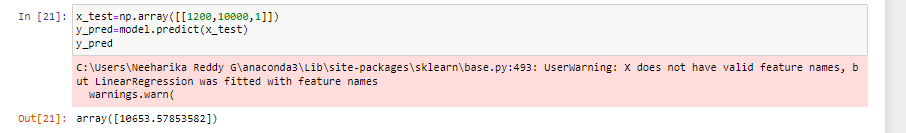 In [21]: x_test=np.array([[1200,10000,1]])
y_pred=model.predict(x_test)
y_pred
C:\Users\Neeharika Reddy G\anaconda3\Lib\site-packages\sklearn\base.py:493: UserWarning: X does not have valid feature names, b
ut LinearRegression was fitted with feature names
warnings.warn(
Out[21]: array([10653.57853582])